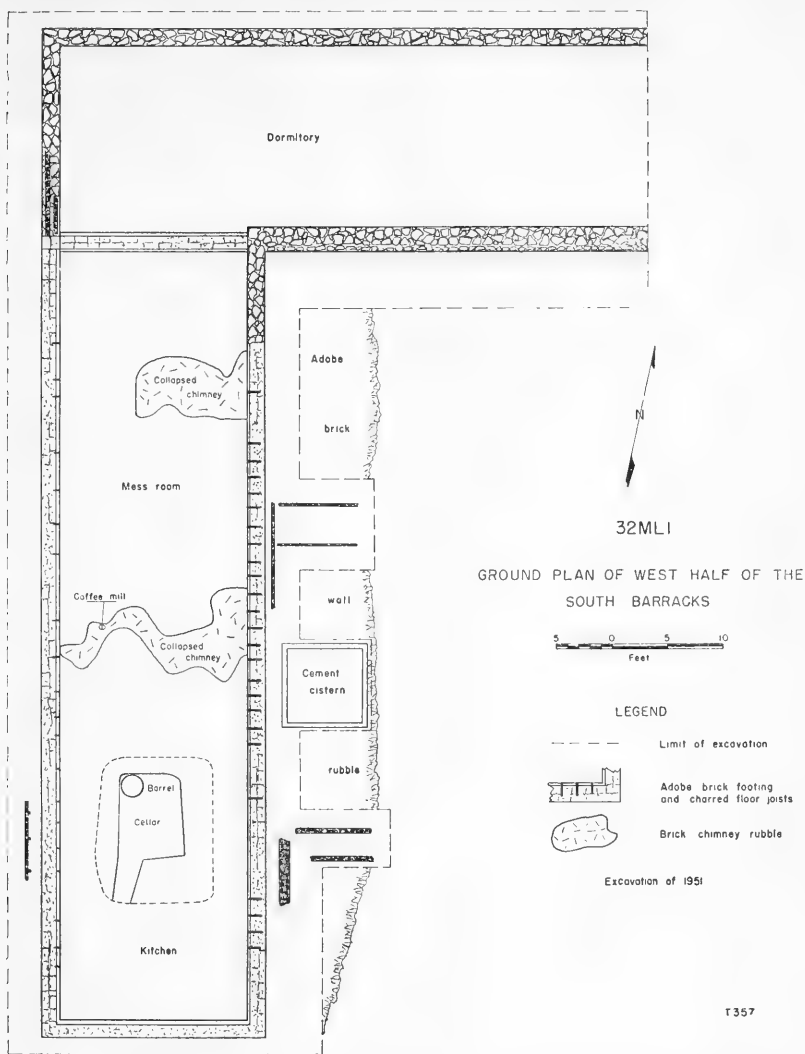 Dormitory
Adobe
Collapsed
chimney
brick
N
Mess room
32ML1
GROUND PLAN OF WEST HALF OF THE
SOUTH BARRACKS
Coffee mill
wall
Collapsed
chimney
5 0 5 10
Feet
Cement
cistern
LEGEND
Limit of excavation
rubble
Barrel
Adobe brick footing
and charred floor joists
Cellar
Brick chimney rubble
Excavation of 1951
Kitchen
T357